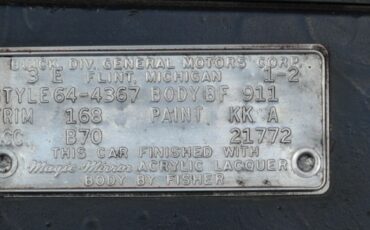 BUICK DIV. GENERAL MOTORS CORP.
3 E FLINT, MICHIGAN 1-2
STYLE 64-4367 BODY BF 911
TRIM 168 PAINT KK A
ACC B70 21772
THIS CAR FINISHED WITH
Magic-Mirror ACRYLIC LACQUER
BODY BY FISHER